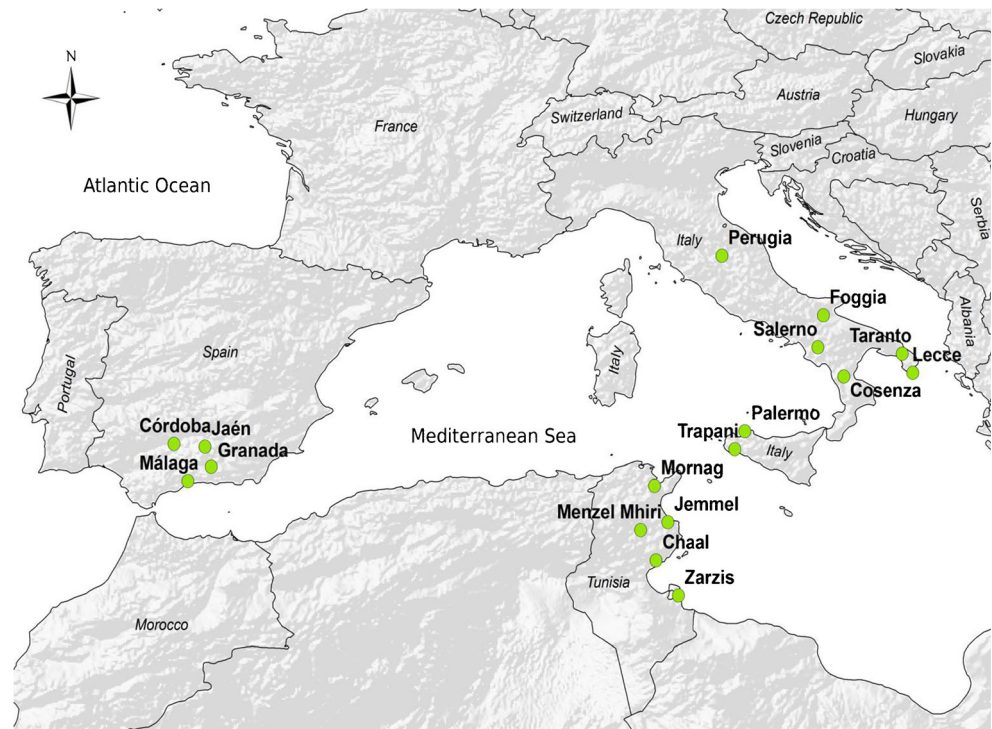 Czech Republic
Slovakia
N
Austria
Switzerland
Hungary
France
Slovenia
Croatia
Atlantic Ocean
Serbia
Perugia
Italy
Foggia
Albania
Salerno
Taranto
Spain
Lecce
Italy
Portugal
Cosenza
Palermo
Córdoba
Jaén
Trapani
Mediterranean Sea
Granada
Italy
Málaga
Mornag
Jemmel
Menzel Mhiri
Chaal
Zarzis
Tunisia
Morocco